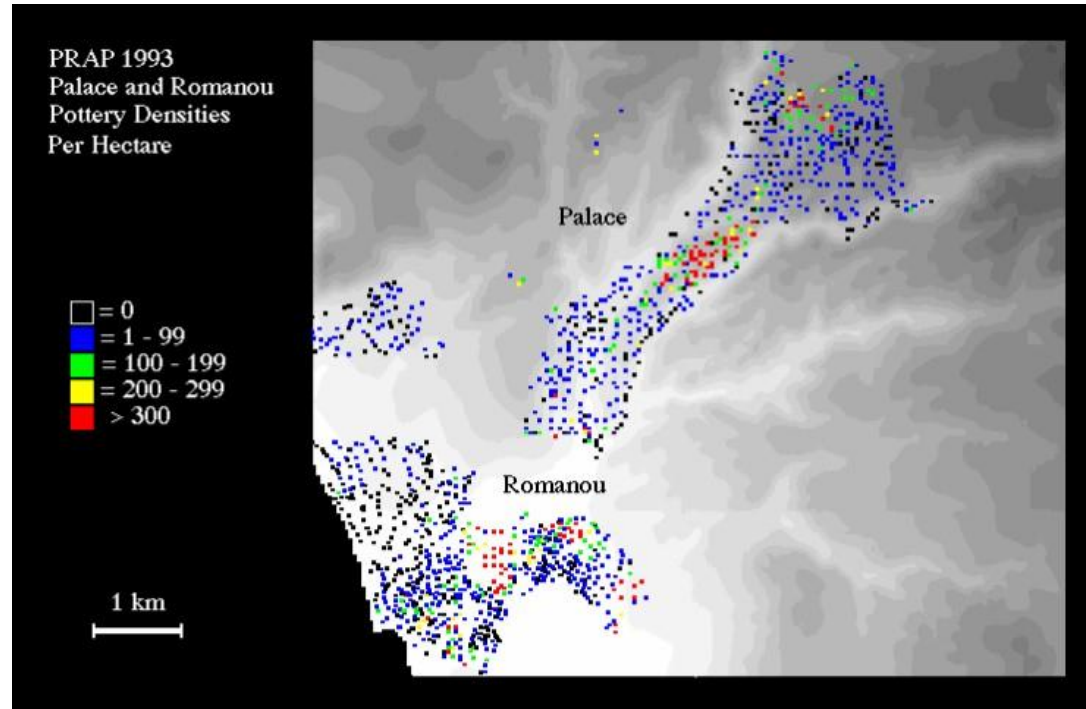 PRAP 1993
Palace and Romanou
Pottery Densities
Per Hectare
Palace
= 0
= 1 - 99
= 100 - 199
= 200 - 299
> 300
Romanou
1 km